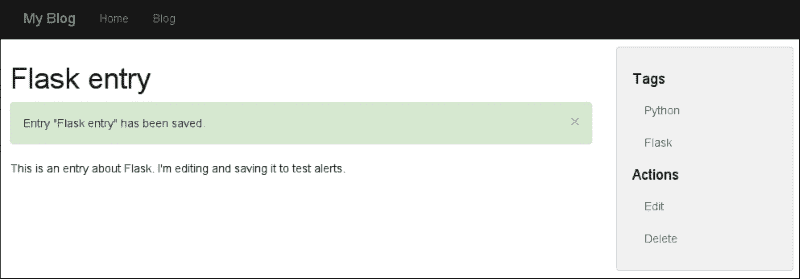 My Blog Home Blog
Flask entry
Entry "Flask entry" has been saved. ×
This is an entry about Flask. I'm editing and saving it to test alerts.
Tags
Python
Flask
Actions
Edit
Delete